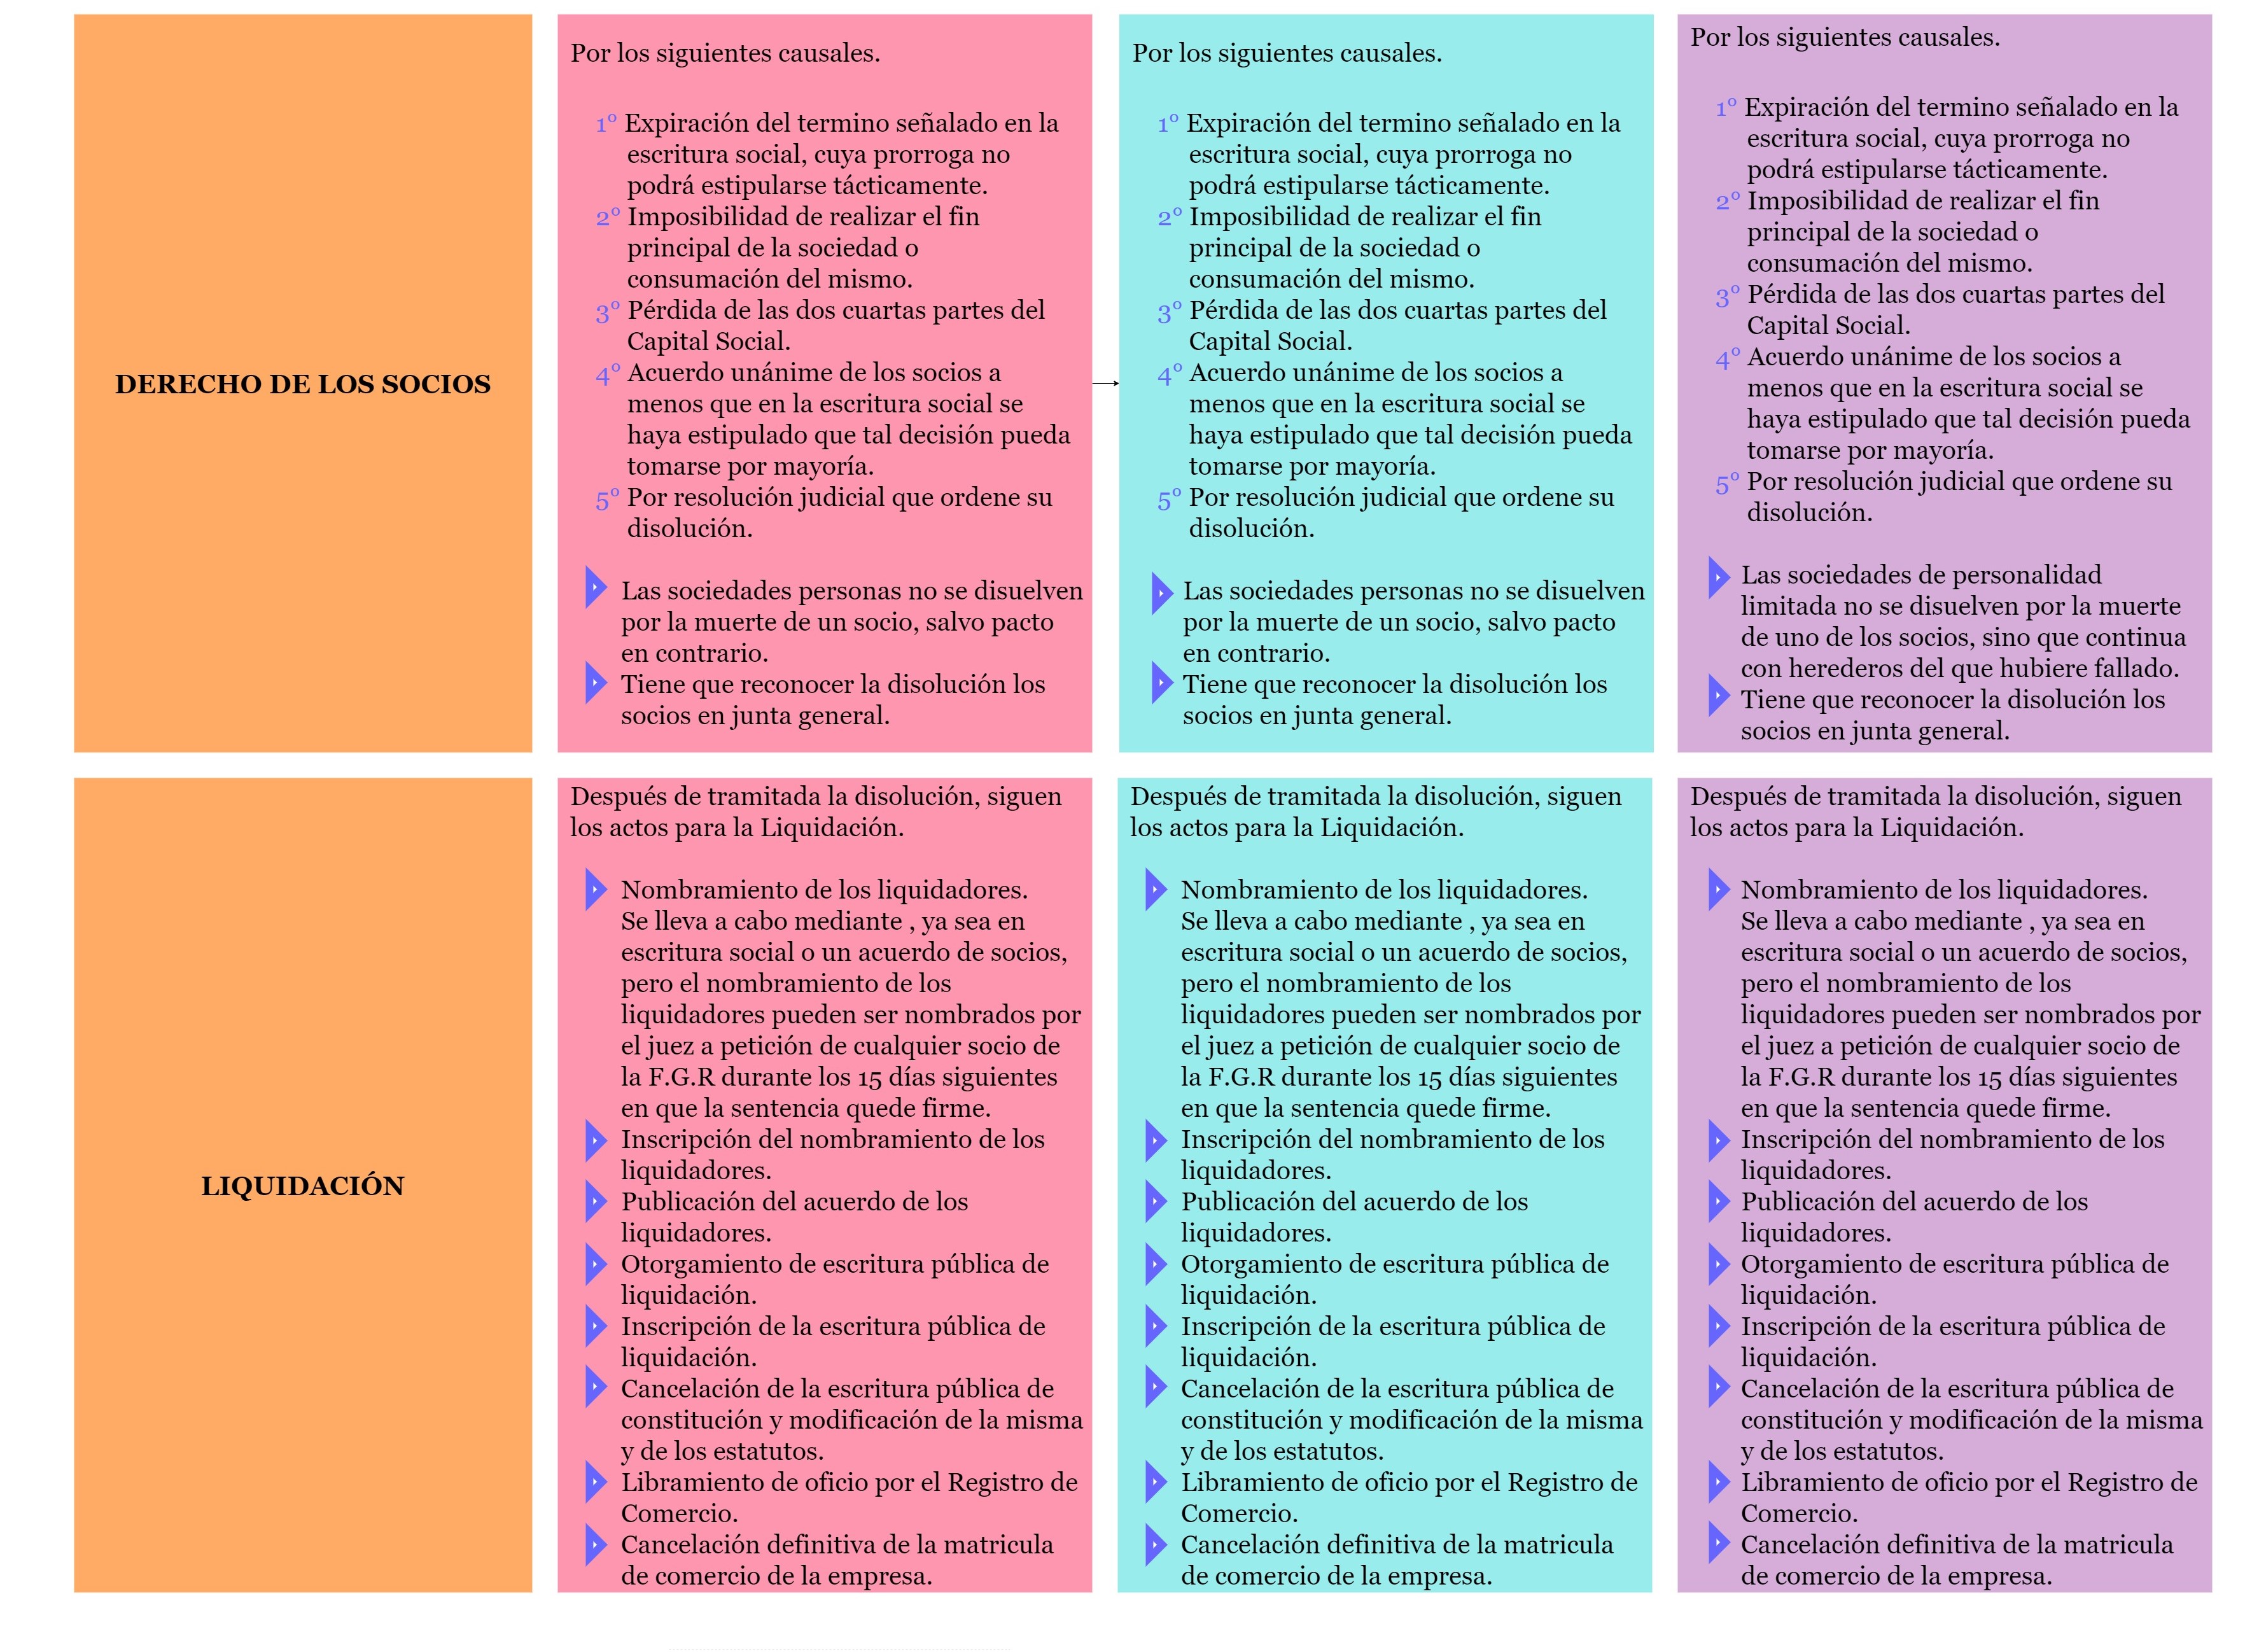 DERECHO DE LOS SOCIOS
Por los siguientes causales.
1° Expiración del termino señalado en la
escritura social, cuya prorroga no
podrá estipularse tácticamente.
2° Imposibilidad de realizar el fin
principal de la sociedad o
consumación del mismo.
3° Pérdida de las dos cuartas partes del
Capital Social.
4° Acuerdo unánime de los socios a
menos que en la escritura social se
haya estipulado que tal decisión pueda
tomarse por mayoría.
5° Por resolución judicial que ordene su
disolución.
Las sociedades personas no se disuelven
por la muerte de un socio, salvo pacto
en contrario.
Tiene que reconocer la disolución los
socios en junta general.
Por los siguientes causales.
1° Expiración del termino señalado en la
escritura social, cuya prorroga no
podrá estipularse tácticamente.
2° Imposibilidad de realizar el fin
principal de la sociedad o
consumación del mismo.
3° Pérdida de las dos cuartas partes del
Capital Social.
4° Acuerdo unánime de los socios a
menos que en la escritura social se
haya estipulado que tal decisión pueda
tomarse por mayoría.
5° Por resolución judicial que ordene su
disolución.
Las sociedades personas no se disuelven
por la muerte de un socio, salvo pacto
en contrario.
Tiene que reconocer la disolución los
socios en junta general.
Por los siguientes causales.
1° Expiración del termino señalado en la
escritura social, cuya prorroga no
podrá estipularse tácticamente.
2° Imposibilidad de realizar el fin
principal de la sociedad o
consumación del mismo.
3° Pérdida de las dos cuartas partes del
Capital Social.
4° Acuerdo unánime de los socios a
menos que en la escritura social se
haya estipulado que tal decisión pueda
tomarse por mayoría.
5° Por resolución judicial que ordene su
disolución.
Las sociedades de personalidad
limitada no se disuelven por la muerte
de uno de los socios, sino que continua
con herederos del que hubiere fallado.
Tiene que reconocer la disolución los
socios en junta general.
LIQUIDACIÓN
Después de tramitada la disolución, siguen
los actos para la Liquidación.
Nombramiento de los liquidadores.
Se lleva a cabo mediante , ya sea en
escritura social o un acuerdo de socios,
pero el nombramiento de los
liquidadores pueden ser nombrados por
el juez a petición de cualquier socio de
la F.G.R durante los 15 días siguientes
en que la sentencia quede firme.
Inscripción del nombramiento de los
liquidadores.
Publicación del acuerdo de los
liquidadores.
Otorgamiento de escritura pública de
liquidación.
Inscripción de la escritura pública de
liquidación.
Cancelación de la escritura pública de
constitución y modificación de la misma
y de los estatutos.
Libramiento de oficio por el Registro de
Comercio.
Cancelación definitiva de la matricula
de comercio de la empresa.
Después de tramitada la disolución, siguen
los actos para la Liquidación.
Nombramiento de los liquidadores.
Se lleva a cabo mediante , ya sea en
escritura social o un acuerdo de socios,
pero el nombramiento de los
liquidadores pueden ser nombrados por
el juez a petición de cualquier socio de
la F.G.R durante los 15 días siguientes
en que la sentencia quede firme.
Inscripción del nombramiento de los
liquidadores.
Publicación del acuerdo de los
liquidadores.
Otorgamiento de escritura pública de
liquidación.
Inscripción de la escritura pública de
liquidación.
Cancelación de la escritura pública de
constitución y modificación de la misma
y de los estatutos.
Libramiento de oficio por el Registro de
Comercio.
Cancelación definitiva de la matricula
de comercio de la empresa.
Después de tramitada la disolución, siguen
los actos para la Liquidación.
Nombramiento de los liquidadores.
Se lleva a cabo mediante , ya sea en
escritura social o un acuerdo de socios,
pero el nombramiento de los
liquidadores pueden ser nombrados por
el juez a petición de cualquier socio de
la F.G.R durante los 15 días siguientes
en que la sentencia quede firme.
Inscripción del nombramiento de los
liquidadores.
Publicación del acuerdo de los
liquidadores.
Otorgamiento de escritura pública de
liquidación.
Inscripción de la escritura pública de
liquidación.
Cancelación de la escritura pública de
constitución y modificación de la misma
y de los estatutos.
Libramiento de oficio por el Registro de
Comercio.
Cancelación definitiva de la matricula
de comercio de la empresa.